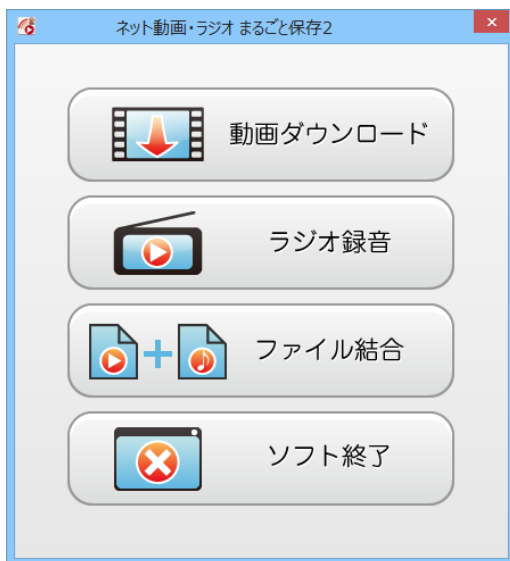 ネット動画・ラジオ まるごと保存2
動画ダウンロード
ラジオ録音
ファイル結合
ソフト終了